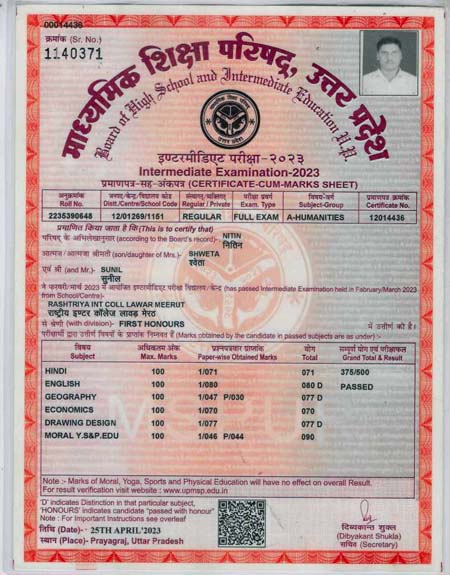 00014436
क्रमांक (Sr. No.)
1140371
माध्यमिक शिक्षा परिषद्, उत्तर प्रदेश
Board of High School and Intermediate Education U.P.
इण्टरमीडिएट परीक्षा-२०२३
Intermediate Examination-2023
प्रमाणपत्र-सह-अंकपत्र (CERTIFICATE-CUM-MARKS SHEET)
अनुक्रमांक जनपद/केन्द्र/विद्यालय कोड संस्थागत/व्यक्तिगत परीक्षा प्रकार विषय-वर्ग प्रमाणपत्र क्रमांक
Roll No. Distt./Centre/School Code Regular / Private Exam. Type Subject-Group Certificate No.
2235390648 12/01269/1151 REGULAR FULL EXAM A-HUMANITIES 12014436
प्रमाणित किया जाता है कि (This is to certify that)
परिषद् के अभिलेखानुसार (according to the Board's record)- NITIN
नितिन
आत्मज / आत्मजा श्रीमती (son/daughter of Mrs.)- SHWETA
श्वेता
एवं श्री (and Mr.)- SUNIL
सुनील
ने फरवरी/मार्च 2023 में आयोजित इण्टरमीडिएट परीक्षा विद्यालय/केन्द्र (has passed Intermediate Examination held in February/March 2023
from School/Centre)-
RASHTRIYA INT COLL LAWAR MEERUT
राष्ट्रीय इण्टर कॉलेज लावड़ मेरठ
से श्रेणी (with division)- FIRST HONOURS में उत्तीर्ण की है।
परीक्षार्थी द्वारा उत्तीर्ण विषयों के प्राप्तांक निम्नवत हैं (Marks obtained by the candidate in passed subjects are as under) :-
विषय अधिकतम अंक प्रश्नपत्रवार प्राप्तांक योग सम्पूर्ण योग एवं परीक्षाफल
Subject Max. Marks Paper-wise Obtained Marks Total Grand Total & Result
HINDI 100 1/071 071 375/500
ENGLISH 100 1/080 080 D PASSED
GEOGRAPHY 100 1/047 P/030 077 D
ECONOMICS 100 1/070 070
DRAWING DESIGN 100 1/077 077 D
MORAL Y.S&P.EDU 100 1/046 P/044 090
Note :- Marks of Moral, Yoga, Sports and Physical Education will have no effect on overall Result.
For result verification visit website : www.upmsp.edu.in
'D' indicates Distinction in that particular subject,
'HONOURS' indicates candidate "passed with honour"
Note : For Important Instructions see overleaf
तिथि (Date)- 25TH APRIL'2023
स्थान (Place)- Prayagraj, Uttar Pradesh
दिव्यकान्त शुक्ल
(Dibyakant Shukla)
सचिव (Secretary)